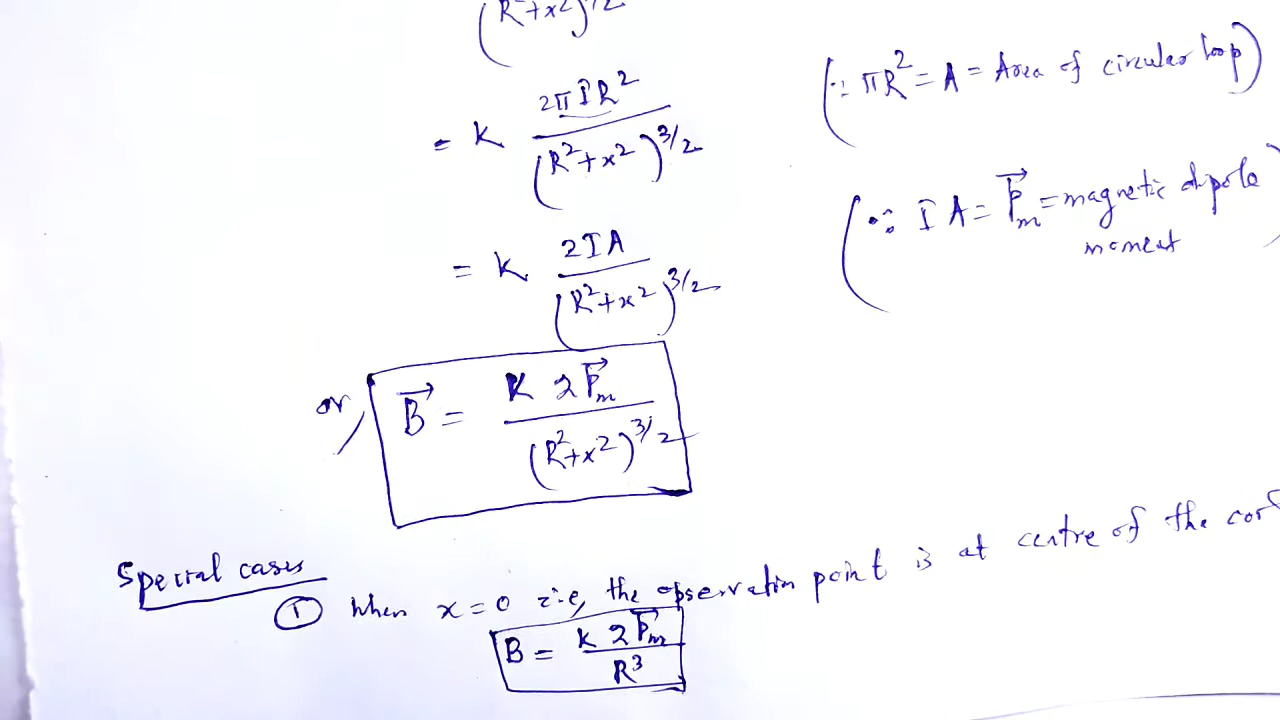 (R²+x²)^3/2
= K 2πIR² / (R²+x²)^3/2
(∵ πR² = A = Area of circular loop)
= K 2IA / (R²+x²)^3/2
(∵ IA = P⃗m = magnetic dipole moment)
or, B⃗ = K 2P⃗m / (R²+x²)^3/2
Special cases
① When x = 0 i.e, the observation point is at centre of the
B = K 2P⃗m / R³